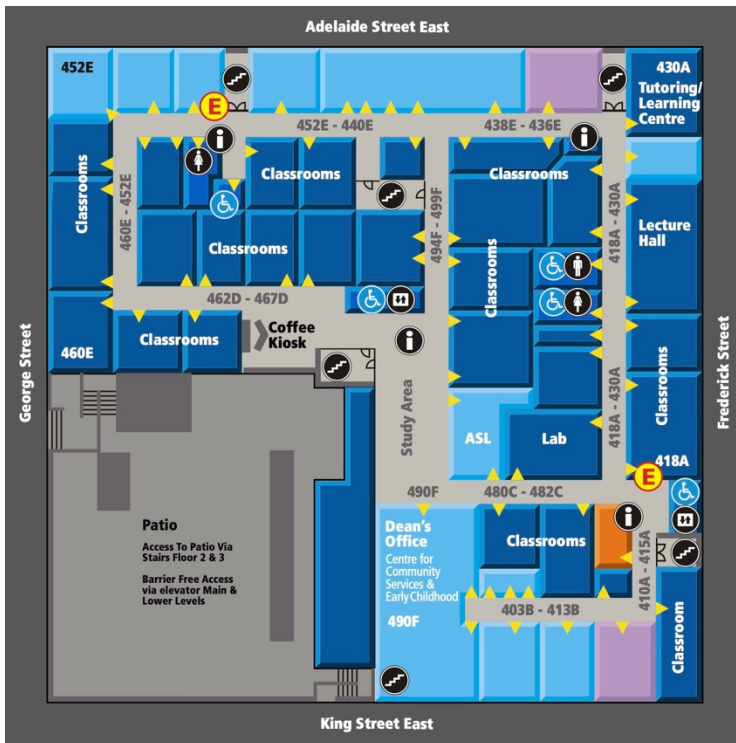 Adelaide Street East
452E
E
430A
Tutoring/
Learning
Centre
452E - 440E
438E - 436E
Classrooms
460E - 452E
Classrooms
Classrooms
Classrooms
494F - 499F
Classrooms
418A - 430A
Lecture
Hall
462D - 467D
460E
Classrooms
Coffee
Kiosk
George Street
Frederick Street
Study Area
418A - 430A
Classrooms
ASL
Lab
418A
E
490F
480C - 482C
Patio
Access To Patio Via
Stairs Floor 2 & 3
Barrier Free Access
via elevator Main &
Lower Levels
Dean's
Office
Centre for
Community
Services &
Early Childhood
490F
Classrooms
410A - 415A
403B - 413B
Classroom
King Street East